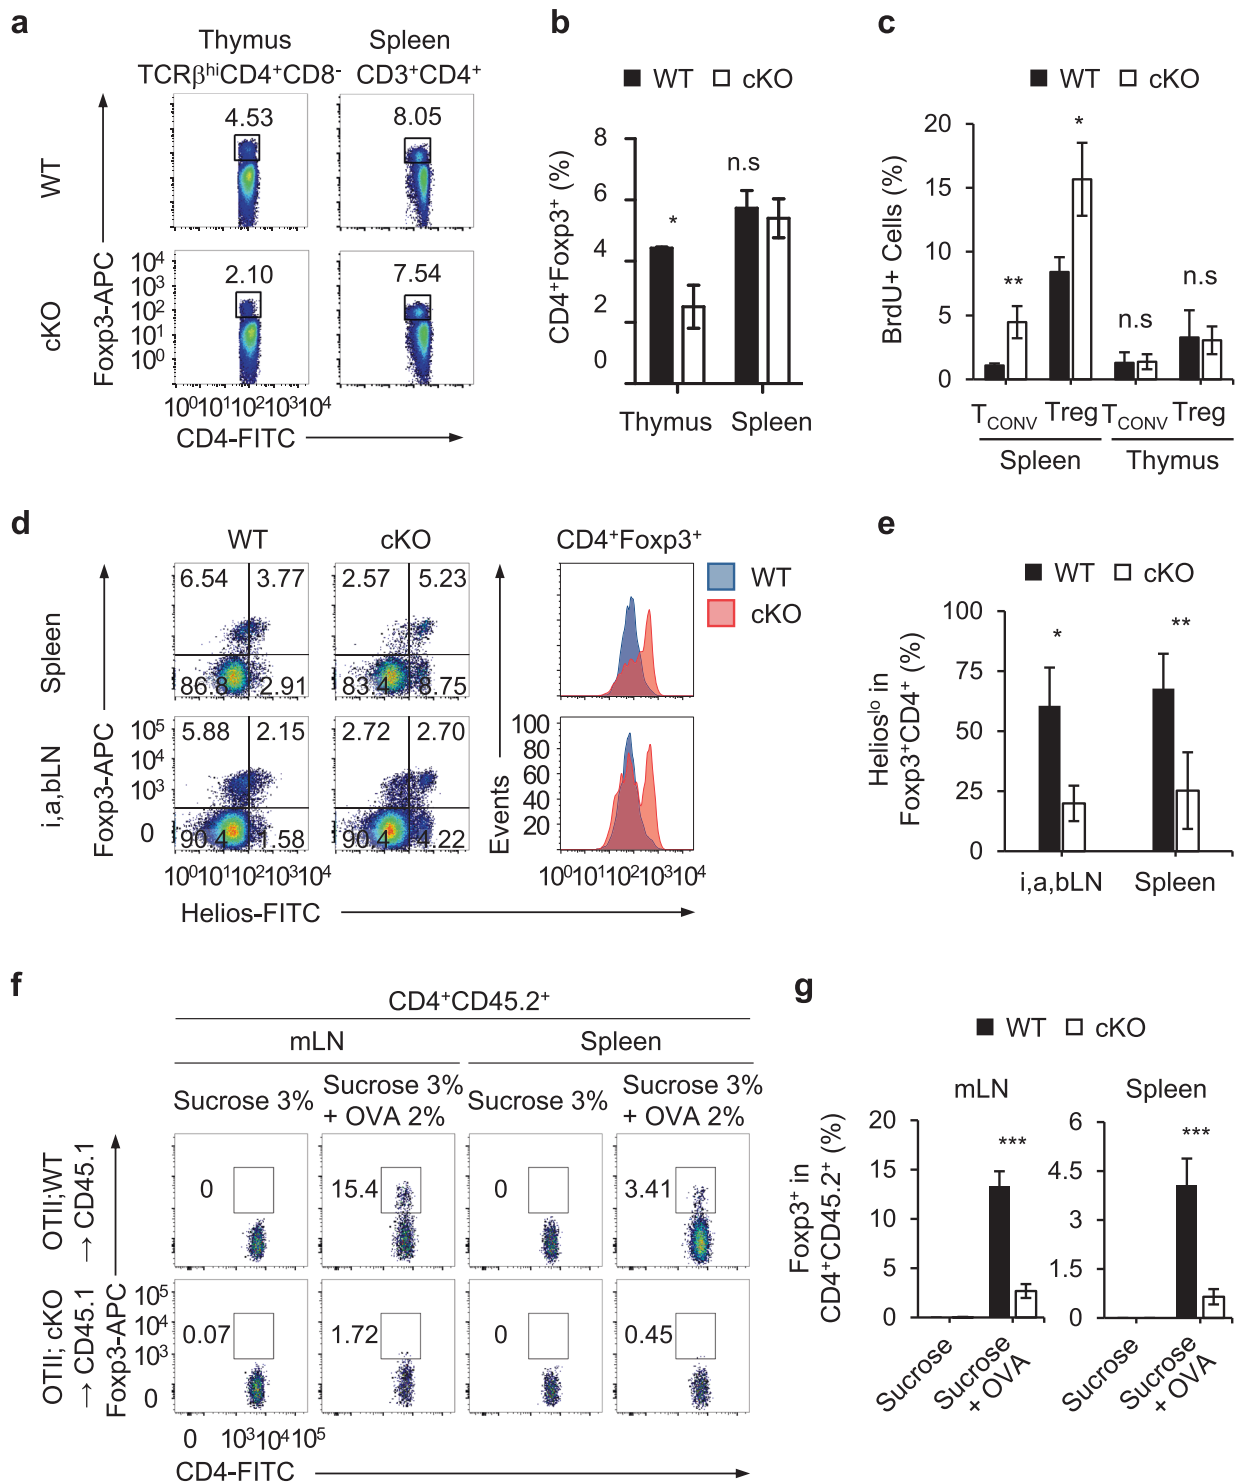 a
Thymus
TCRβhiCD4+CD8-
Spleen
CD3+CD4+
WT
4.53
8.05
cKO
2.10
7.54
Foxp3-APC
10⁴
10³
10²
10¹
10⁰
10⁰10¹10²10³10⁴
CD4-FITC
b
WT
cKO
CD4+Foxp3+ (%)
8
6
4
2
0
*
n.s
Thymus
Spleen
c
WT
cKO
BrdU+ Cells (%)
20
15
10
5
0
**
*
n.s
n.s
TCONV Treg TCONV Treg
Spleen
Thymus
d
WT
cKO
CD4+Foxp3+
WT
cKO
Spleen
6.54
3.77
2.57
5.23
86.8
2.91
83.4
8.75
i,a,bLN
5.88
2.15
2.72
2.70
90.4
1.58
90.4
4.22
Foxp3-APC
10⁵
10⁴
10³
0
10⁰10¹10²10³10⁴
10⁰10¹10²10³10⁴
Helios-FITC
Events
100
80
60
40
20
10⁰10¹10²10³10⁴
e
WT
cKO
Helioslo in
Foxp3+CD4+ (%)
100
75
50
25
0
*
**
i,a,bLN
Spleen
f
CD4+CD45.2+
mLN
Spleen
Sucrose 3%
Sucrose 3%
+ OVA 2%
Sucrose 3%
Sucrose 3%
+ OVA 2%
OTII;WT
→ CD45.1
0
15.4
0
3.41
OTII; cKO
→ CD45.1
0.07
1.72
0
0.45
Foxp3-APC
10⁵
10⁴
10³
0
0
10³10⁴10⁵
CD4-FITC
g
WT
cKO
mLN
Spleen
Foxp3+ in
CD4+CD45.2+ (%)
20
15
10
5
0
***
6
4.5
3
1.5
0
***
Sucrose
Sucrose
+ OVA
Sucrose
Sucrose
+ OVA